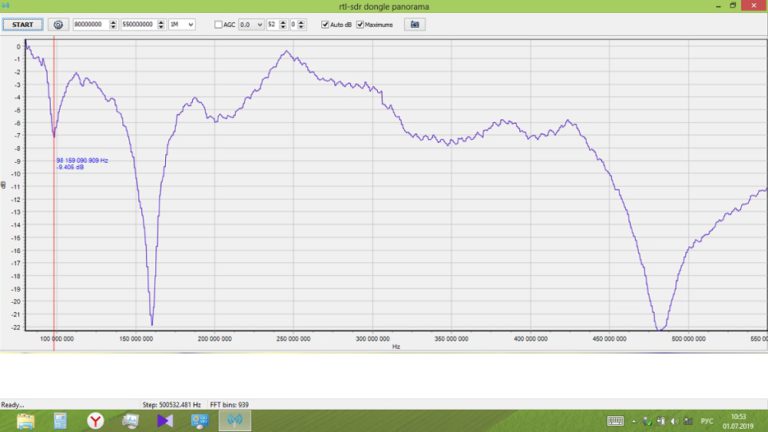 rtl-sdr dongle panorama
START 80000000 550000000 1M AGC 0,0 52 0 Auto dB Maximums
0
-1
-2
-3
-4
-5
-6
-7
-8
98 169 090.909 Hz
-9.405 dB
-9
-10
dB
-11
-12
-13
-14
-15
-16
-17
-18
-19
-20
-21
-22
100 000 000 150 000 000 200 000 000 250 000 000 300 000 000 350 000 000 400 000 000 450 000 000 500 000 000 550 00
Hz
Ready... Step: 500532.481 Hz FFT bins: 939
РУС 10:53
01.07.2019